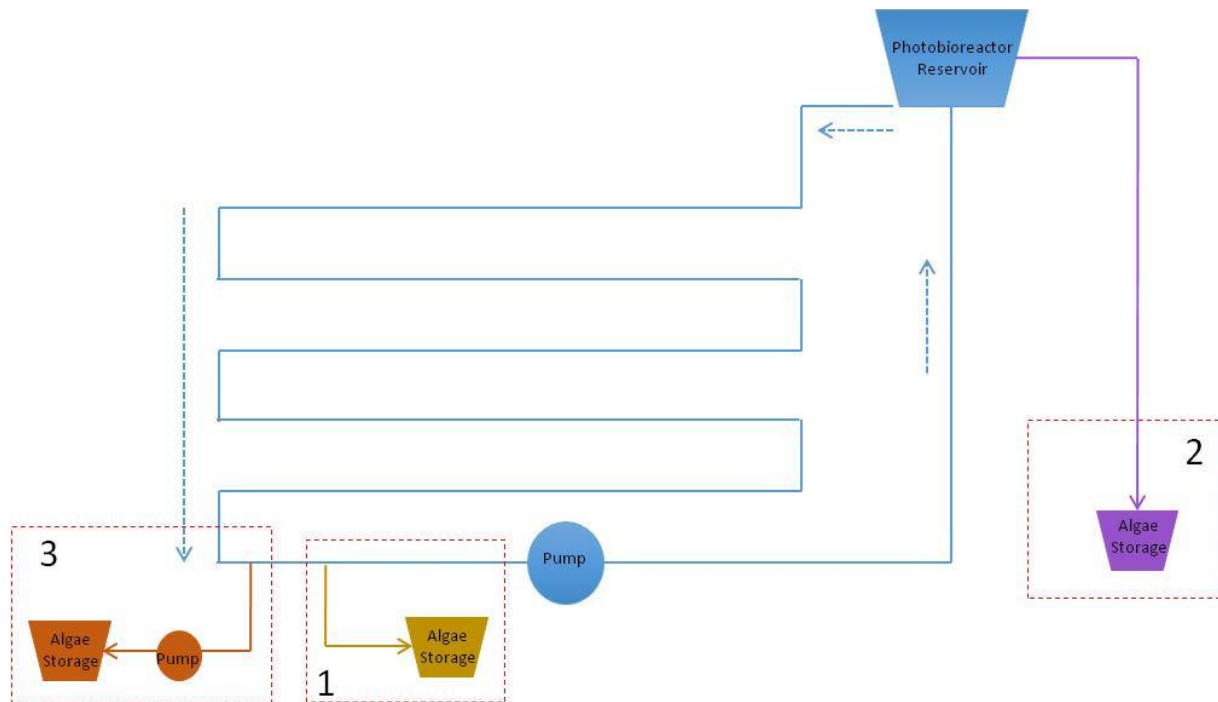 Photobioreactor
Reservoir
2
Algae
Storage
3
Pump
Algae
Storage
Pump
Algae
Storage
1